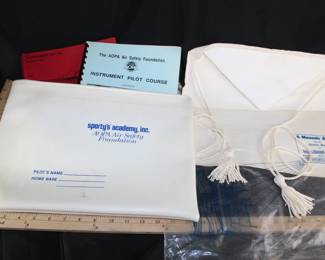 The AOPA Air Safety Foundation
INSTRUMENT PILOT COURSE
sporty's academy, inc.
AOPA Air Safety
Foundation
PILOT'S NAME
HOME BASE